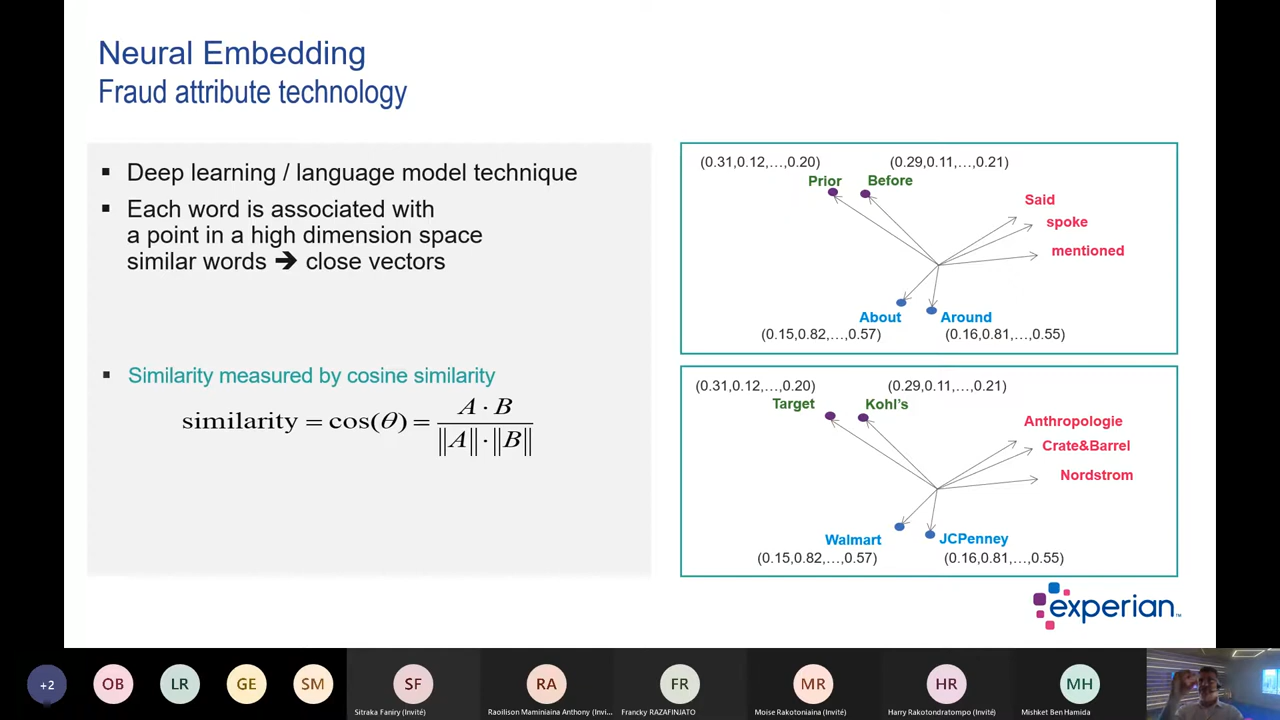 Neural Embedding
Fraud attribute technology
▪ Deep learning / language model technique
▪ Each word is associated with
a point in a high dimension space
similar words ➔ close vectors
▪ Similarity measured by cosine similarity
similarity = cos(θ) = A · B / ‖A‖ · ‖B‖
(0.31,0.12,…,0.20) (0.29,0.11,…,0.21)
Prior Before
Said
spoke
mentioned
About Around
(0.15,0.82,…,0.57) (0.16,0.81,…,0.55)
(0.31,0.12,…,0.20) (0.29,0.11,…,0.21)
Target Kohl's
Anthropologie
Crate&Barrel
Nordstrom
Walmart JCPenney
(0.15,0.82,…,0.57) (0.16,0.81,…,0.55)
experian™
+2 OB LR GE SM SF RA FR MR HR MH
Sitraka Faniry (Invité) Raoilison Maminiaina Anthony (Invi... Francky RAZAFINJATO Moise Rakotoniaina (Invité) Harry Rakotondratompo (Invité) Mishket Ben Hamida